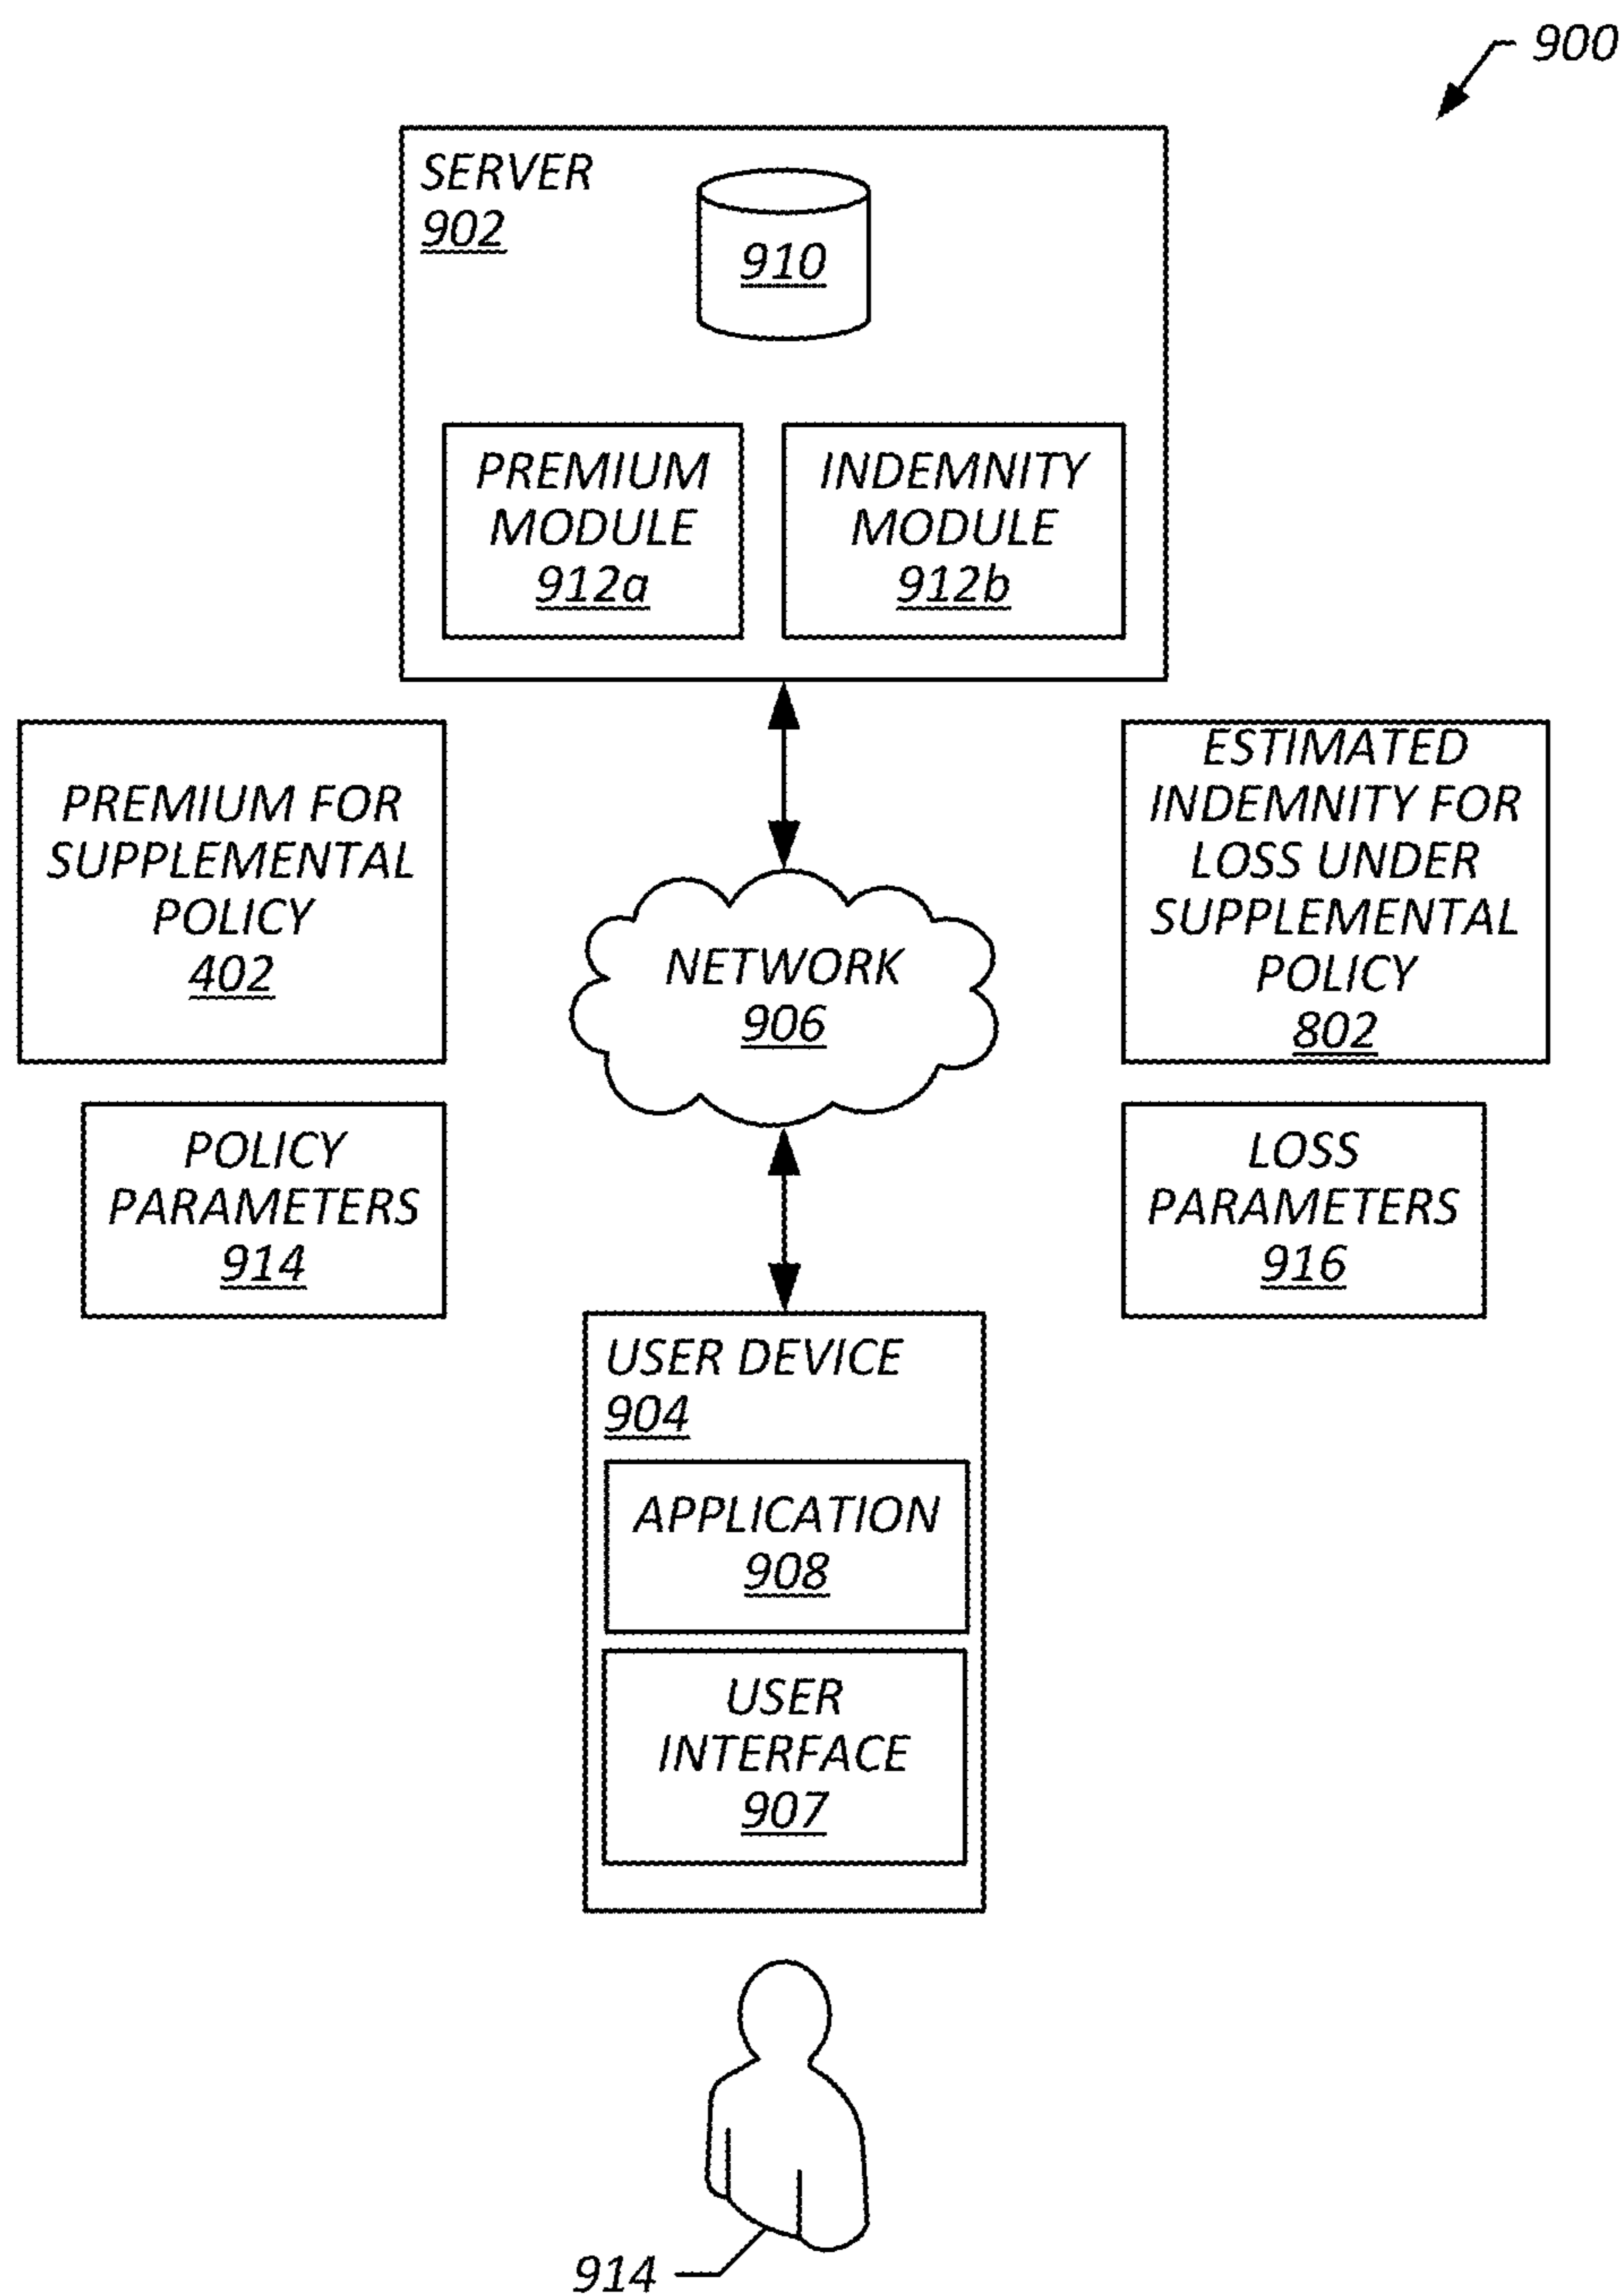 900
SERVER
902
910
PREMIUM
MODULE
912a
INDEMNITY
MODULE
912b
PREMIUM FOR
SUPPLEMENTAL
POLICY
402
ESTIMATED
INDEMNITY FOR
LOSS UNDER
SUPPLEMENTAL
POLICY
802
NETWORK
906
POLICY
PARAMETERS
914
LOSS
PARAMETERS
916
USER DEVICE
904
APPLICATION
908
USER
INTERFACE
907
914